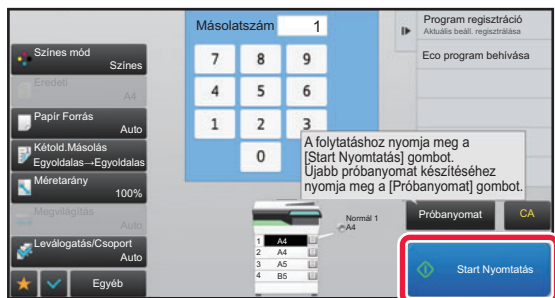 Másolatszám 1
Program regisztráció
Aktuális beáll. regisztrálása
Eco program behívása
Színes mód
Színes
Eredeti
A4
Papír Forrás
Auto
Kétold.Másolás
Egyoldalas→Egyoldalas
Méretarány
100%
Megvilágítás
Auto
Leválogatás/Csoport
Auto
Egyéb
7 8 9
4 5 6
1 2 3
0
A folytatáshoz nyomja meg a
[Start Nyomtatás] gombot.
Újabb próbanyomat készítéséhez
nyomja meg a [Próbanyomat] gombot.
Normál 1
A4
1 A4
2 A4
3 A5
4 B5
Próbanyomat
CA
Start Nyomtatás